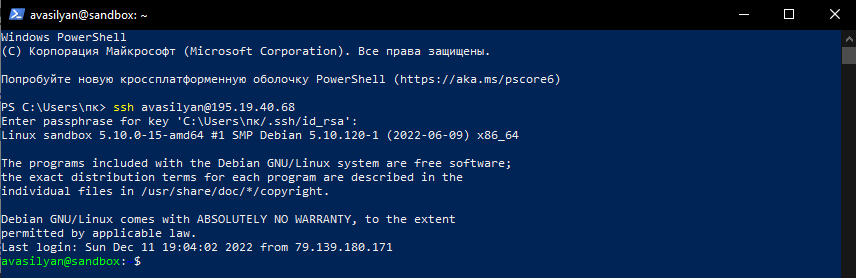 avasilyan@sandbox: ~
Windows PowerShell
(C) Корпорация Майкрософт (Microsoft Corporation). Все права защищены.
Попробуйте новую кроссплатформенную оболочку PowerShell (https://aka.ms/pscore6)
PS C:\Users\пк> ssh avasilyan@195.19.40.68
Enter passphrase for key 'C:\Users\пк/.ssh/id_rsa':
Linux sandbox 5.10.0-15-amd64 #1 SMP Debian 5.10.120-1 (2022-06-09) x86_64
The programs included with the Debian GNU/Linux system are free software;
the exact distribution terms for each program are described in the
individual files in /usr/share/doc/*/copyright.
Debian GNU/Linux comes with ABSOLUTELY NO WARRANTY, to the extent
permitted by applicable law.
Last login: Sun Dec 11 19:04:02 2022 from 79.139.180.171
avasilyan@sandbox: $